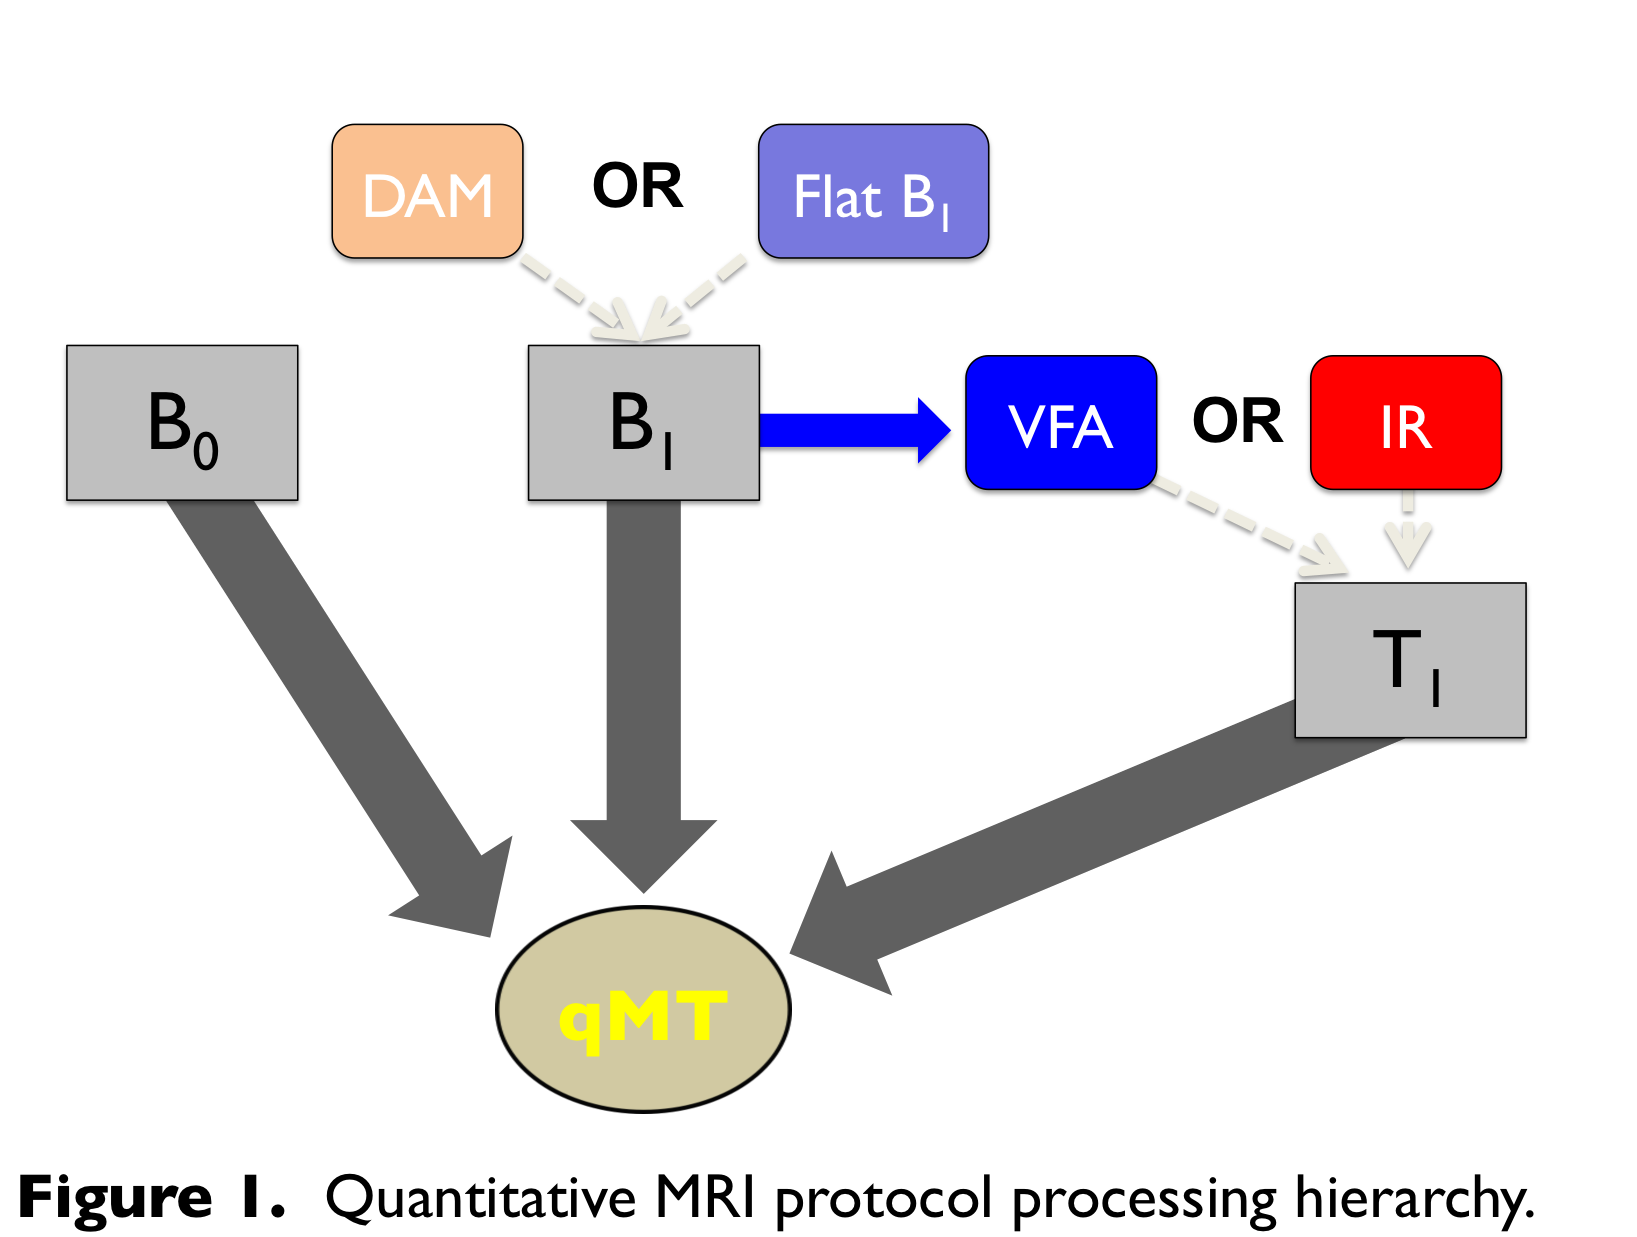 DAM OR Flat B₁
B₀ B₁ VFA OR IR
T₁
qMT
Figure 1. Quantitative MRI protocol processing hierarchy.